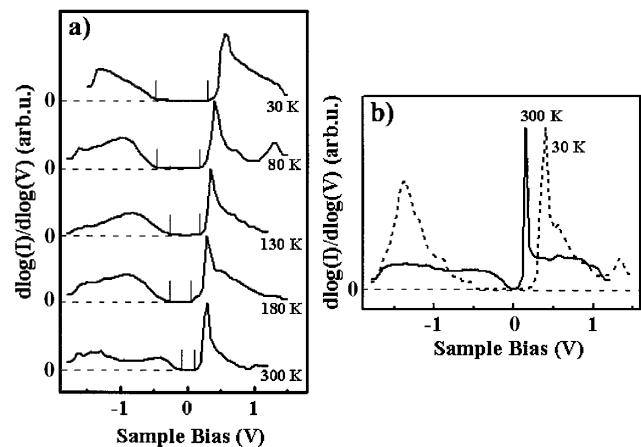 a)
dlog(I)/dlog(V) (arb.u.)
0
30 K
0
80 K
0
130 K
0
180 K
0
300 K
-1
0
1
Sample Bias (V)
b)
dlog(I)/dlog(V) (arb.u.)
300 K
30 K
0
-1
0
1
Sample Bias (V)